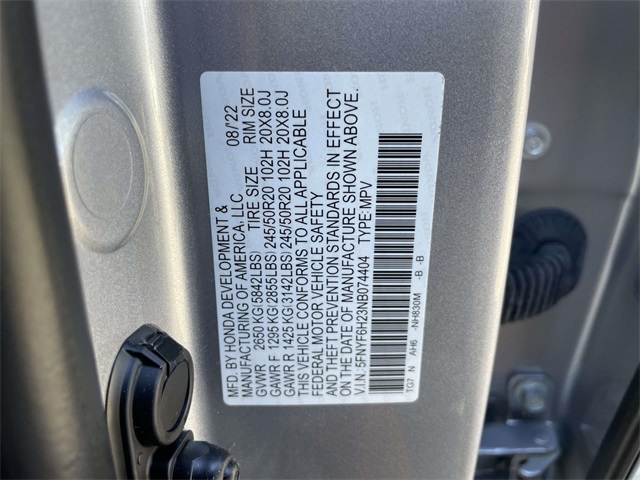 MFD. BY HONDA DEVELOPMENT &
MANUFACTURING OF AMERICA, LLC 08/'22
GVWR 2650 KG(5842LBS) TIRE SIZE RIM SIZE
GAWR F 1295 KG(2855LBS) 245/50R20 102H 20X8.0J
GAWR R 1425 KG(3142LBS) 245/50R20 102H 20X8.0J
THIS VEHICLE CONFORMS TO ALL APPLICABLE
FEDERAL MOTOR VEHICLE SAFETY
AND THEFT PREVENTION STANDARDS IN EFFECT
ON THE DATE OF MANUFACTURE SHOWN ABOVE.
V.I.N: 5FNYF6H23NB074404 TYPE: MPV
TG7 N AH6 -NH830M -B -B